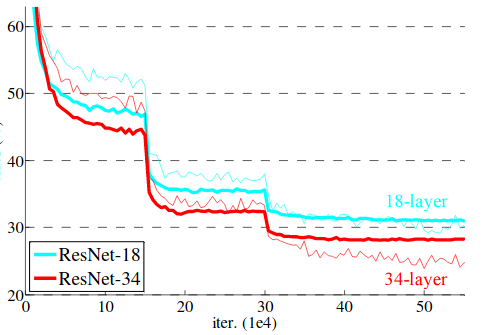 60
50
40
30
20
18-layer
ResNet-18
ResNet-34
34-layer
0 10 20 30 40 50
iter. (1e4)